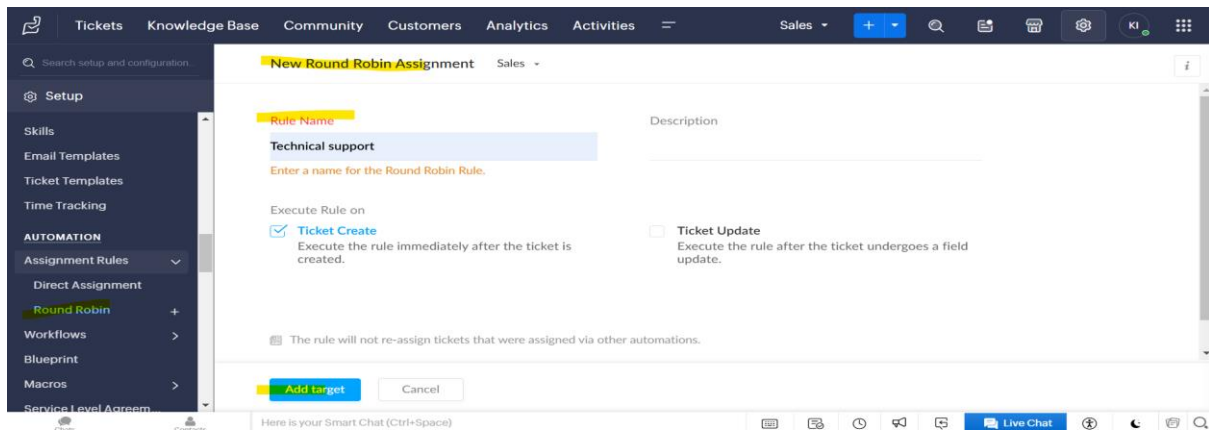 Tickets Knowledge Base Community Customers Analytics Activities Sales KI
Search setup and configuration..
Setup
Skills
Email Templates
Ticket Templates
Time Tracking
AUTOMATION
Assignment Rules
Direct Assignment
Round Robin +
Workflows
Blueprint
Macros
Service Level Agreem...
New Round Robin Assignment Sales
i
Rule Name
Technical support
Enter a name for the Round Robin Rule.
Description
Execute Rule on
Ticket Create
Execute the rule immediately after the ticket is
created.
Ticket Update
Execute the rule after the ticket undergoes a field
update.
The rule will not re-assign tickets that were assigned via other automations.
Add target Cancel
Chats Contacts Here is your Smart Chat (Ctrl+Space) Live Chat